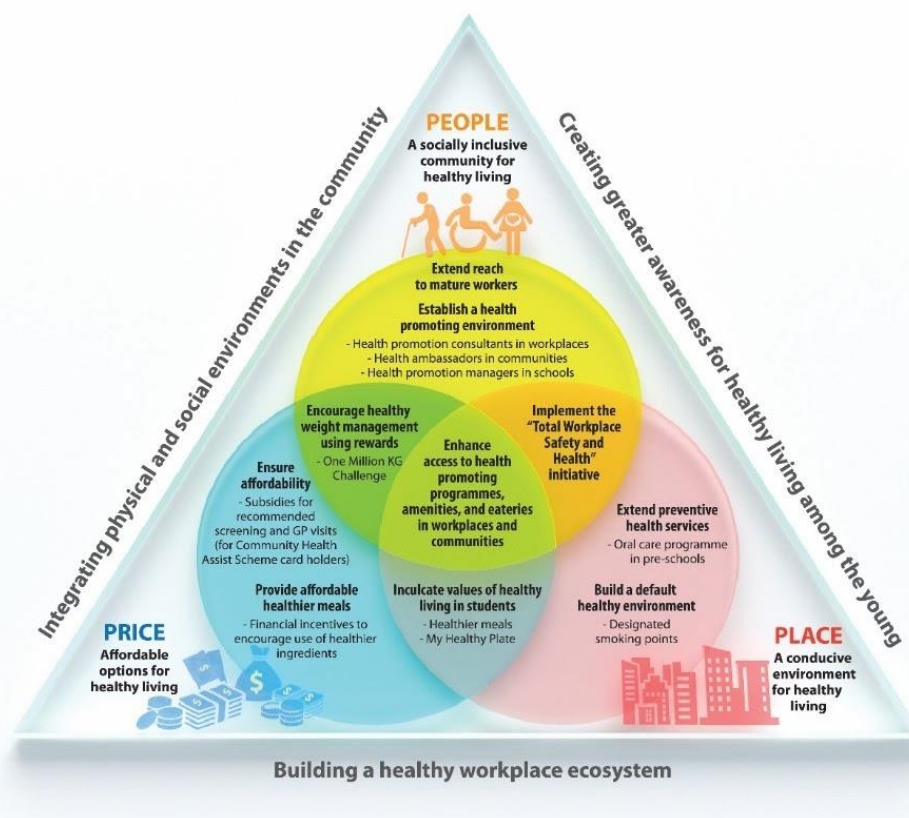 PEOPLE
A socially inclusive
community for
healthy living
Integrating physical and social environments in the community
Creating greater awareness for healthy living among the young
Extend reach
to mature workers
Establish a health
promoting environment
- Health promotion consultants in workplaces
- Health ambassadors in communities
- Health promotion managers in schools
Encourage healthy
weight management
using rewards
- One Million KG
Challenge
Implement the
"Total Workplace
Safety and
Health"
initiative
Enhance
access to health
promoting
programmes,
amenities, and eateries
in workplaces and
communities
Ensure
affordability
- Subsidies for
recommended
screening and GP visits
(for Community Health
Assist Scheme card holders)
Provide affordable
healthier meals
- Financial incentives to
encourage use of healthier
ingredients
Inculcate values of healthy
living in students
- Healthier meals
- My Healthy Plate
Extend preventive
health services
- Oral care programme
in pre-schools
Build a default
healthy environment
- Designated
smoking points
PRICE
Affordable
options for
healthy living
$
$
$
$
$
PLACE
A conducive
environment
for healthy
living
Building a healthy workplace ecosystem